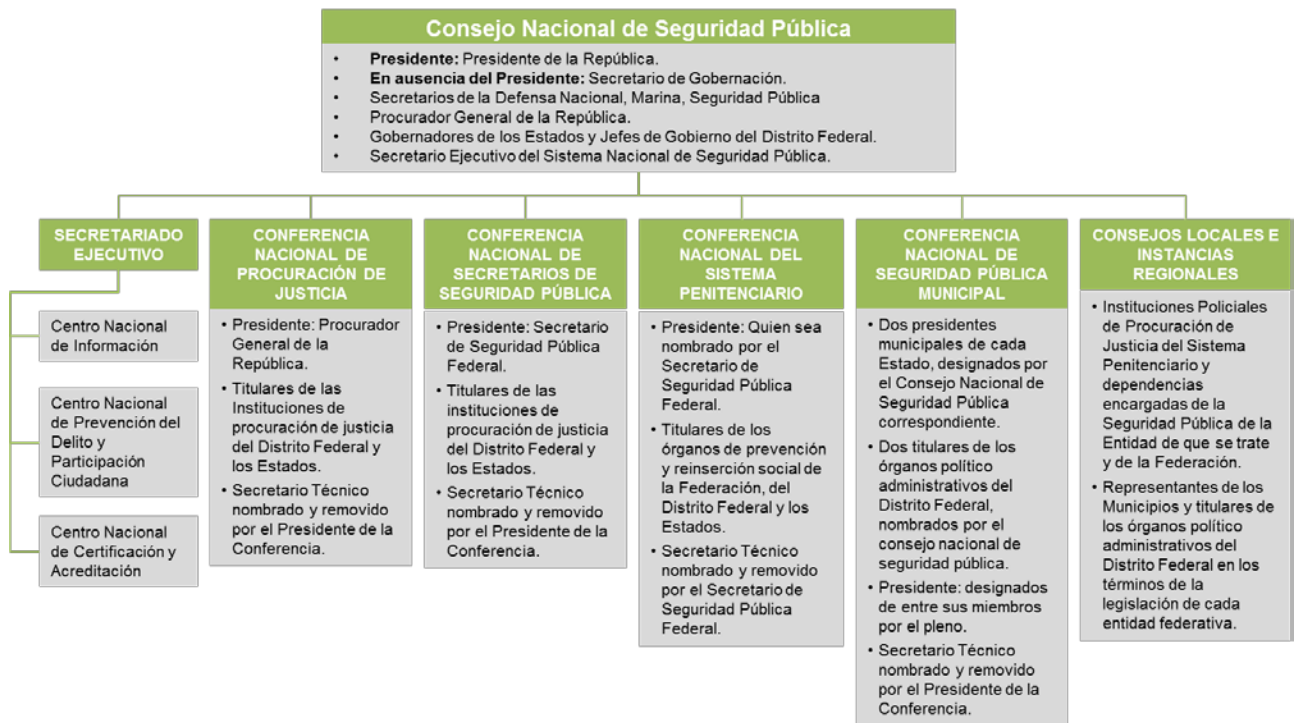 Consejo Nacional de Seguridad Pública
• Presidente: Presidente de la República.
• En ausencia del Presidente: Secretario de Gobernación.
• Secretarios de la Defensa Nacional, Marina, Seguridad Pública
• Procurador General de la República.
• Gobernadores de los Estados y Jefes de Gobierno del Distrito Federal.
• Secretario Ejecutivo del Sistema Nacional de Seguridad Pública.
SECRETARIADO
EJECUTIVO
Centro Nacional
de Información
Centro Nacional
de Prevención del
Delito y
Participación
Ciudadana
Centro Nacional
de Certificación y
Acreditación
CONFERENCIA
NACIONAL DE
PROCURACIÓN DE
JUSTICIA
• Presidente: Procurador
General de la
República.
• Titulares de las
Instituciones de
procuración de justicia
del Distrito Federal y
los Estados.
• Secretario Técnico
nombrado y removido
por el Presidente de la
Conferencia.
CONFERENCIA
NACIONAL DE
SECRETARIOS DE
SEGURIDAD PÚBLICA
• Presidente: Secretario
de Seguridad Pública
Federal.
• Titulares de las
instituciones de
procuración de justicia
del Distrito Federal y
los Estados.
• Secretario Técnico
nombrado y removido
por el Presidente de la
Conferencia.
CONFERENCIA
NACIONAL DEL
SISTEMA
PENITENCIARIO
• Presidente: Quien sea
nombrado por el
Secretario de
Seguridad Pública
Federal.
• Titulares de los
órganos de prevención
y reinserción social de
la Federación, del
Distrito Federal y los
Estados.
• Secretario Técnico
nombrado y removido
por el Secretario de
Seguridad Pública
Federal.
CONFERENCIA
NACIONAL DE
SEGURIDAD PÚBLICA
MUNICIPAL
• Dos presidentes
municipales de cada
Estado, designados por
el Consejo Nacional de
Seguridad Pública
correspondiente.
• Dos titulares de los
órganos político
administrativos del
Distrito Federal,
nombrados por el
consejo nacional de
seguridad pública.
• Presidente: designados
de entre sus miembros
por el pleno.
• Secretario Técnico
nombrado y removido
por el Presidente de la
Conferencia.
CONSEJOS LOCALES E
INSTANCIAS
REGIONALES
• Instituciones Policiales
de Procuración de
Justicia del Sistema
Penitenciario y
dependencias
encargadas de la
Seguridad Pública de la
Entidad de que se trate
y de la Federación.
• Representantes de los
Municipios y titulares de
los órganos político
administrativos del
Distrito Federal en los
términos de la
legislación de cada
entidad federativa.